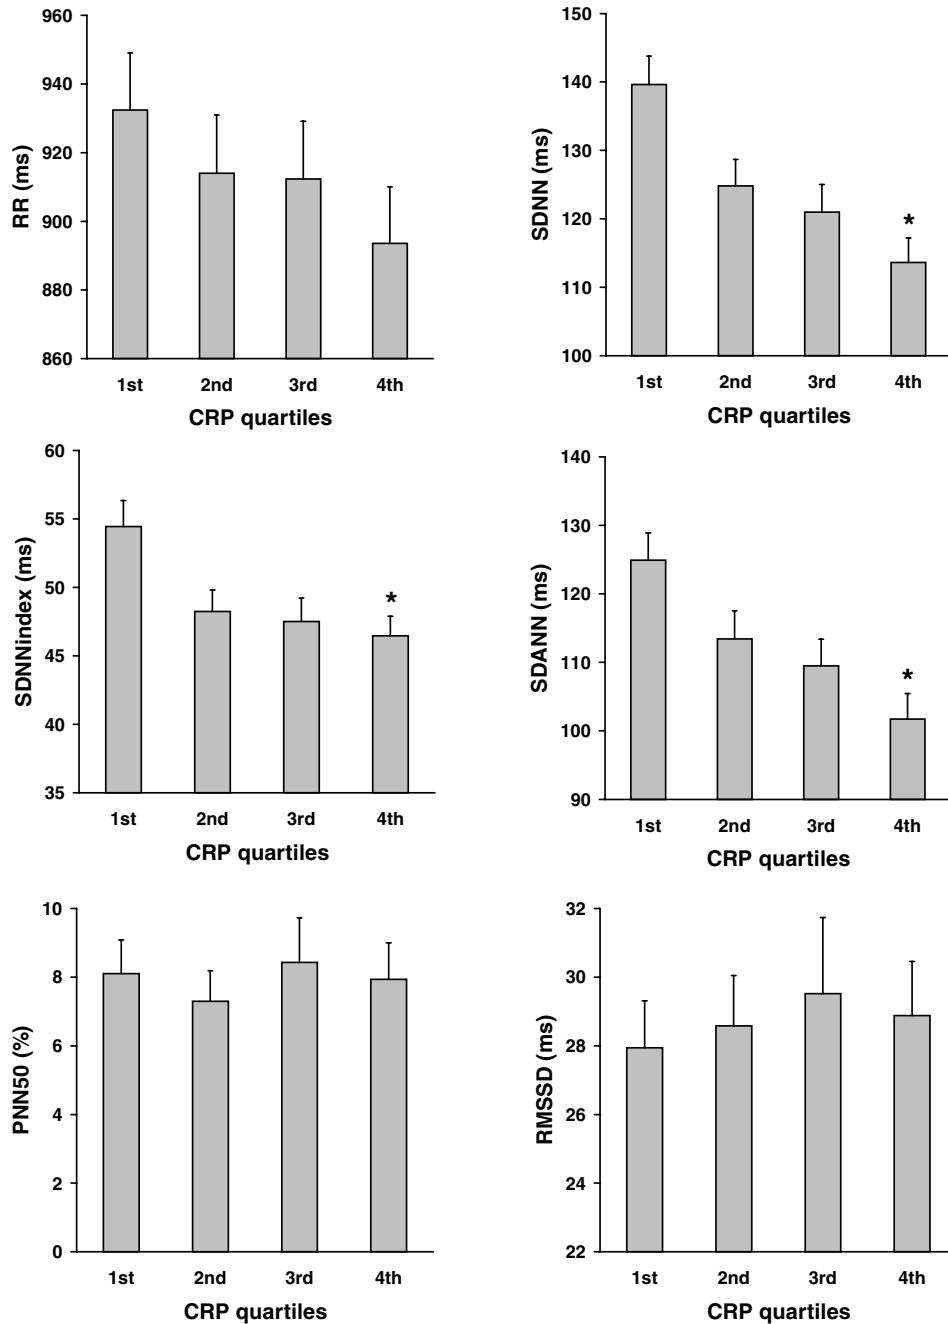 RR (ms)
960
940
920
900
880
860
1st 2nd 3rd 4th
CRP quartiles
SDNN (ms)
150
140
130
120
110
100
*
1st 2nd 3rd 4th
CRP quartiles
SDNNindex (ms)
60
55
50
45
40
35
*
1st 2nd 3rd 4th
CRP quartiles
SDANN (ms)
140
130
120
110
100
90
*
1st 2nd 3rd 4th
CRP quartiles
PNN50 (%)
10
8
6
4
2
0
1st 2nd 3rd 4th
CRP quartiles
RMSSD (ms)
32
30
28
26
24
22
1st 2nd 3rd 4th
CRP quartiles